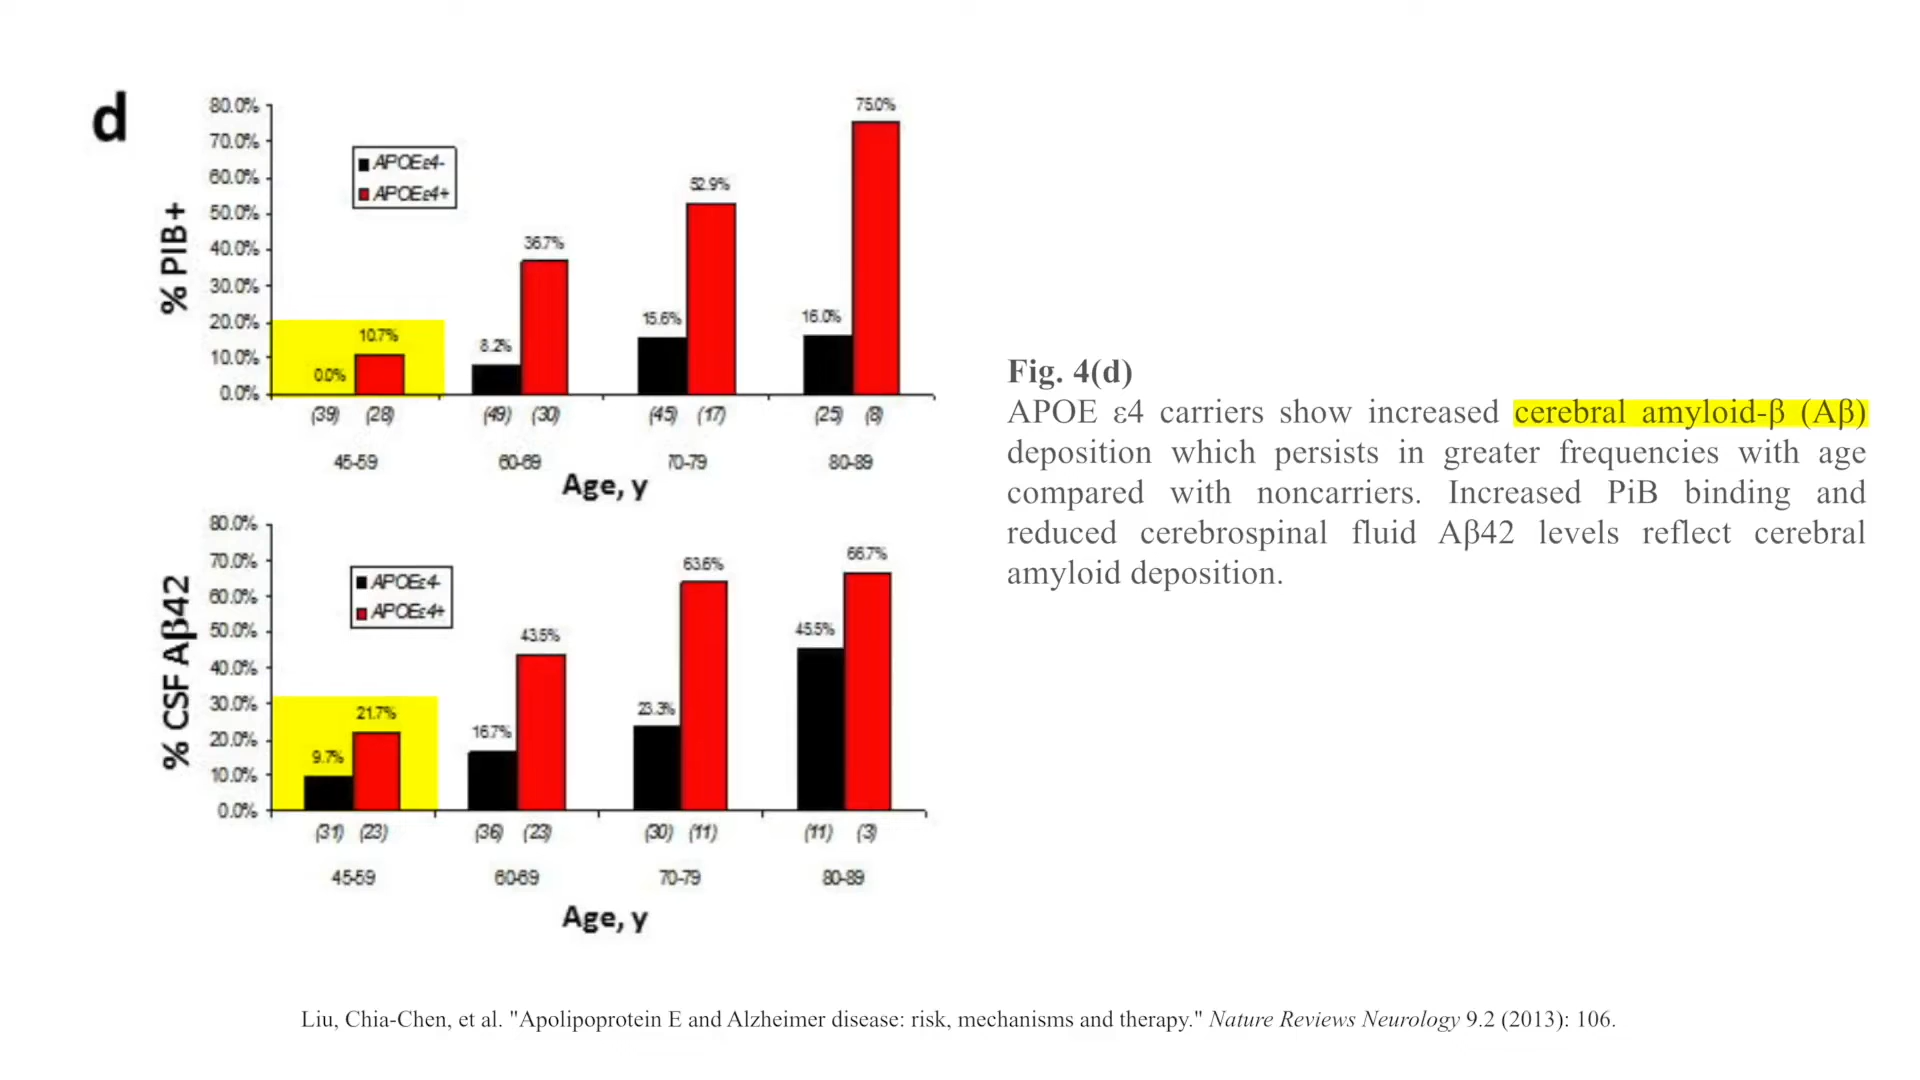 d
80.0%
70.0%
60.0%
50.0%
40.0%
30.0%
20.0%
10.0%
0.0%
% PIB+
APOEε4-
APOEε4+
0.0%
10.7%
8.2%
36.7%
15.6%
52.9%
16.0%
75.0%
(39) (28) (49) (30) (45) (17) (25) (8)
45-59 60-69 70-79 80-89
Age, y
80.0%
70.0%
60.0%
50.0%
40.0%
30.0%
20.0%
10.0%
0.0%
% CSF Aβ42
APOEε4-
APOEε4+
9.7%
21.7%
16.7%
43.5%
23.3%
63.6%
45.5%
66.7%
(31) (23) (36) (23) (30) (11) (11) (3)
45-59 60-69 70-79 80-89
Age, y
Fig. 4(d)
APOE ε4 carriers show increased cerebral amyloid-β (Aβ)
deposition which persists in greater frequencies with age
compared with noncarriers. Increased PiB binding and
reduced cerebrospinal fluid Aβ42 levels reflect cerebral
amyloid deposition.
Liu, Chia-Chen, et al. "Apolipoprotein E and Alzheimer disease: risk, mechanisms and therapy." Nature Reviews Neurology 9.2 (2013): 106.